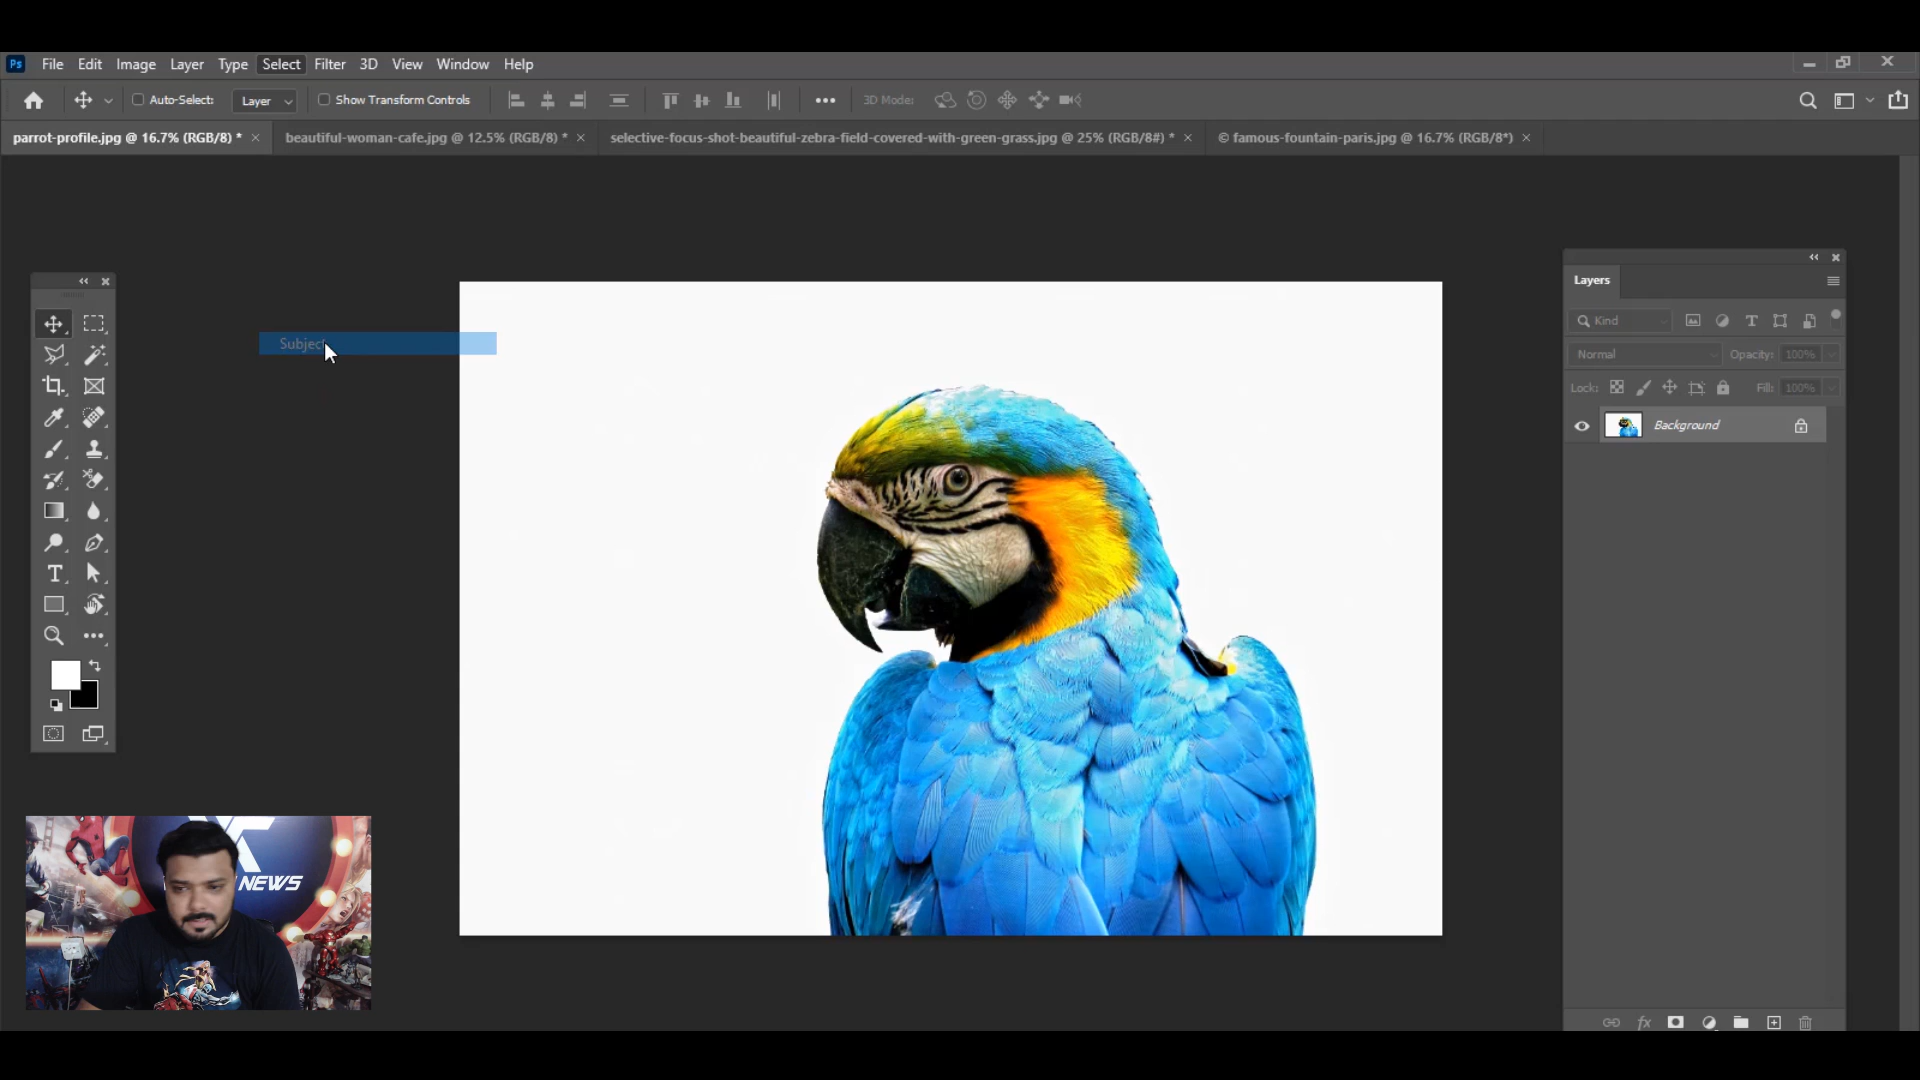 Ps File Edit Image Layer Type Select Filter 3D View Window Help
Auto-Select: Layer Show Transform Controls 3D Mode:
parrot-profile.jpg @ 16.7% (RGB/8) * beautiful-woman-cafe.jpg @ 12.5% (RGB/8) * selective-focus-shot-beautiful-zebra-field-covered-with-green-grass.jpg @ 25% (RGB/8#) * © famous-fountain-paris.jpg @ 16.7% (RGB/8*)
Subject
Layers
Kind
Normal Opacity: 100%
Lock: Fill: 100%
Background
fx
NEWS